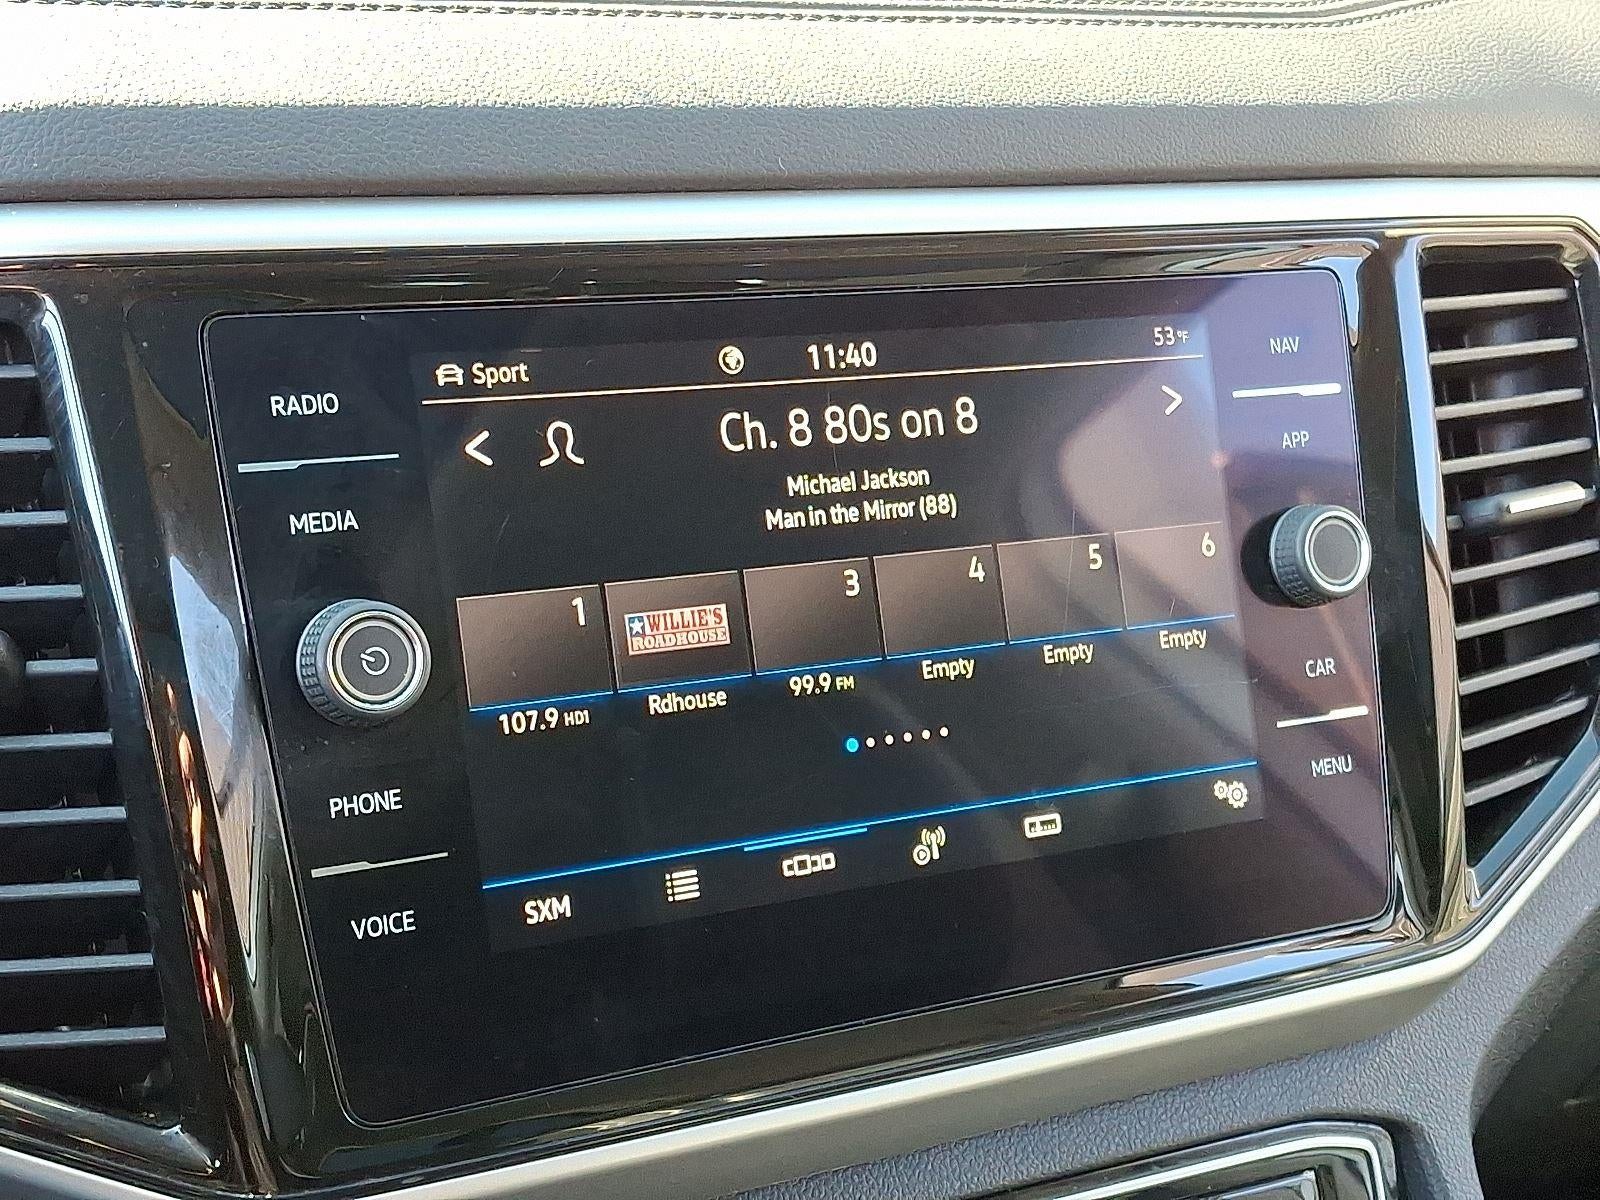 Sport
11:40
53°F
RADIO
MEDIA
PHONE
VOICE
NAV
APP
CAR
MENU
Ch. 8 80s on 8
Michael Jackson
Man in the Mirror (88)
1
3
4
5
6
WILLIE'S
ROADHOUSE
107.9 HD1
Rdhouse
99.9 FM
Empty
Empty
Empty
SXM